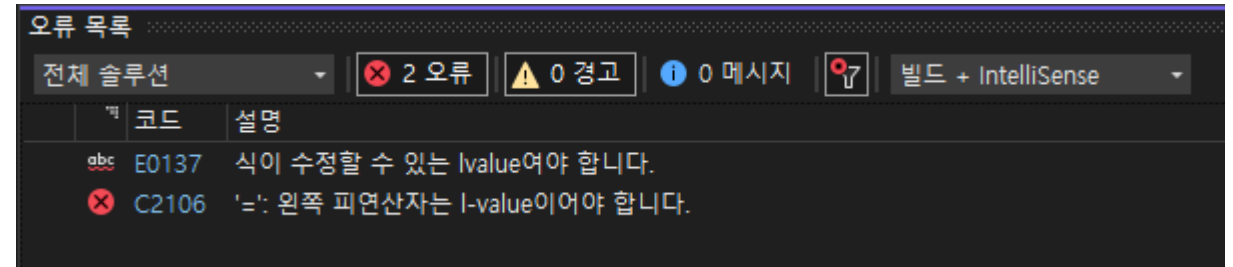 오류 목록
전체 솔루션 2 오류 0 경고 0 메시지 빌드 + IntelliSense
코드 설명
abc E0137 식이 수정할 수 있는 lvalue여야 합니다.
C2106 '=': 왼쪽 피연산자는 l-value이어야 합니다.